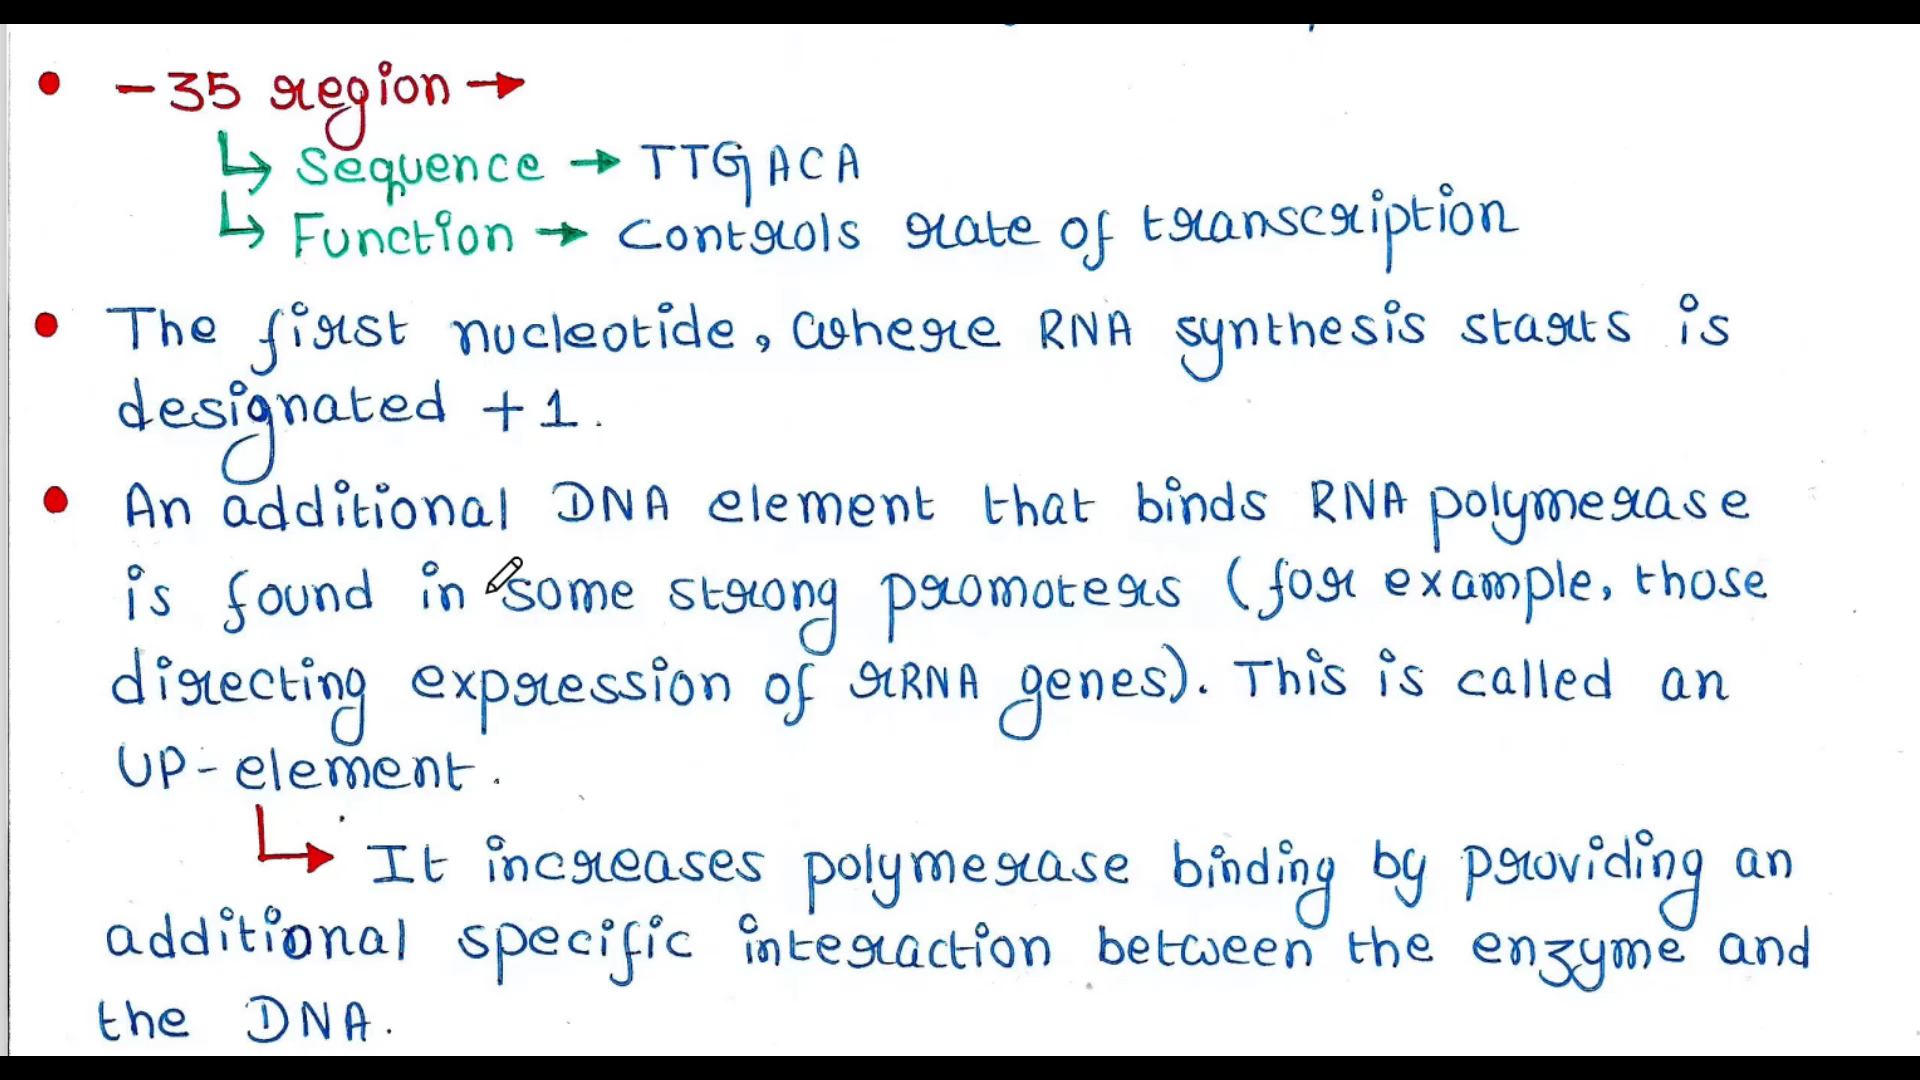 - 35 region →
Sequence → TTGACA
Function → Controls rate of transcription
The first nucleotide, where RNA synthesis starts is
designated +1.
An additional DNA element that binds RNA polymerase
is found in some strong promoters (for example, those
directing expression of rRNA genes). This is called an
UP-element.
It increases polymerase binding by providing an
additional specific interaction between the enzyme and
the DNA.